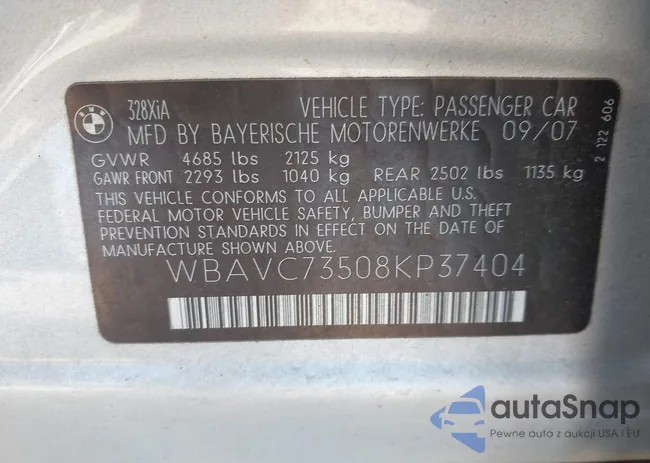 BMW
328XiA VEHICLE TYPE: PASSENGER CAR
MFD BY BAYERISCHE MOTORENWERKE 09/07
GVWR 4685 lbs 2125 kg
GAWR FRONT 2293 lbs 1040 kg REAR 2502 lbs 1135 kg
THIS VEHICLE CONFORMS TO ALL APPLICABLE U.S.
FEDERAL MOTOR VEHICLE SAFETY, BUMPER AND THEFT
PREVENTION STANDARDS IN EFFECT ON THE DATE OF
MANUFACTURE SHOWN ABOVE.
WBAVC73508KP37404
2 122 606
autoSnap
Pewne auta z aukcji USA i EU